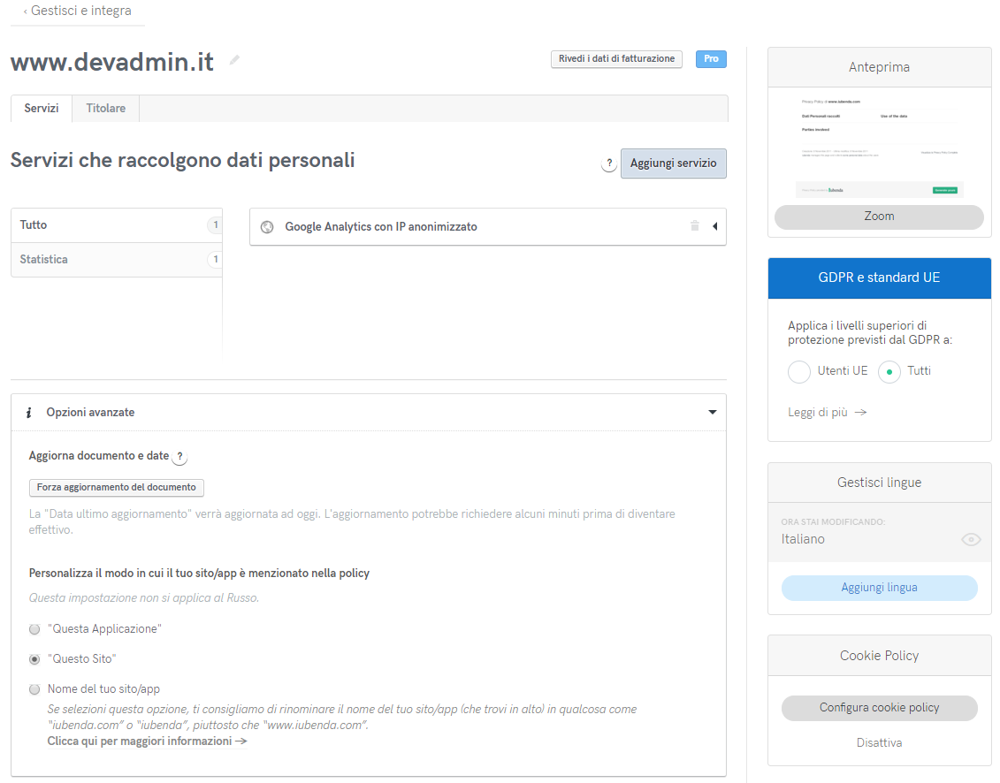 ‹ Gestisci e integra
www.devadmin.it
Rivedi i dati di fatturazione
Pro
Servizi
Titolare
Servizi che raccolgono dati personali
?
Aggiungi servizio
Tutto
1
Statistica
1
Google Analytics con IP anonimizzato
Opzioni avanzate
Aggiorna documento e date ?
Forza aggiornamento del documento
La "Data ultimo aggiornamento" verrà aggiornata ad oggi. L'aggiornamento potrebbe richiedere alcuni minuti prima di diventare
effettivo.
Personalizza il modo in cui il tuo sito/app è menzionato nella policy
Questa impostazione non si applica al Russo.
"Questa Applicazione"
"Questo Sito"
Nome del tuo sito/app
Se selezioni questa opzione, ti consigliamo di rinominare il nome del tuo sito/app (che trovi in alto) in qualcosa come
"iubenda.com" o "iubenda", piuttosto che "www.iubenda.com".
Clicca qui per maggiori informazioni →
Anteprima
Privacy Policy di www.iubenda.com
Dati Personali raccolti
Use of the data
Parties involved
iubenda
Zoom
GDPR e standard UE
Applica i livelli superiori di
protezione previsti dal GDPR a:
Utenti UE
Tutti
Leggi di più →
Gestisci lingue
ORA STAI MODIFICANDO:
Italiano
Aggiungi lingua
Cookie Policy
Configura cookie policy
Disattiva